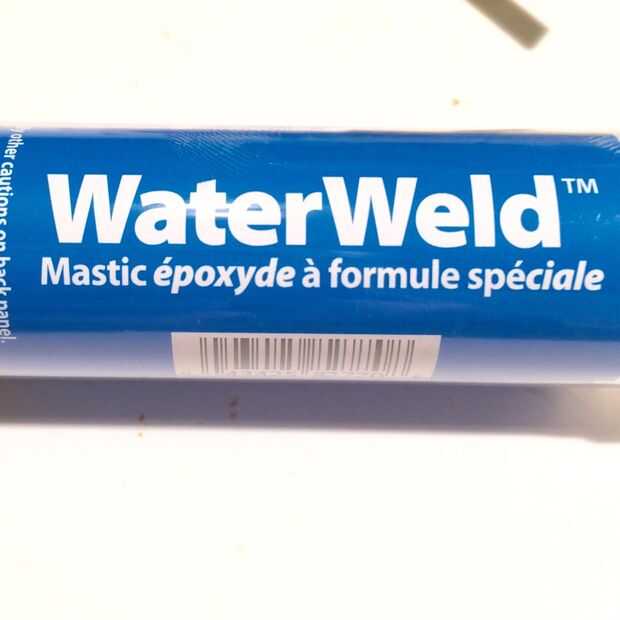 WaterWeld™
Mastic époxyde à formule spéciale
other cautions on back panel.